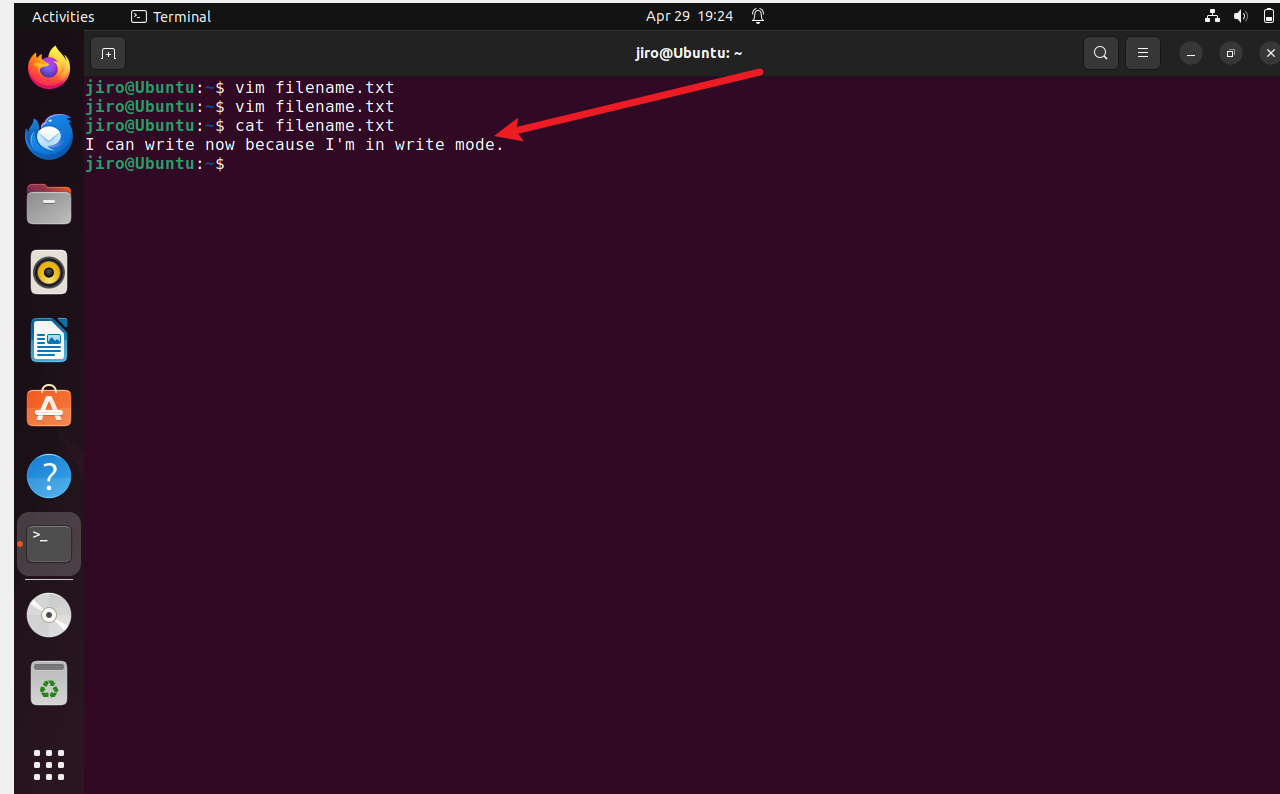 Activities Terminal Apr 29 19:24
jiro@Ubuntu: ~
jiro@Ubuntu:~$ vim filename.txt
jiro@Ubuntu:~$ vim filename.txt
jiro@Ubuntu:~$ cat filename.txt
I can write now because I'm in write mode.
jiro@Ubuntu:~$